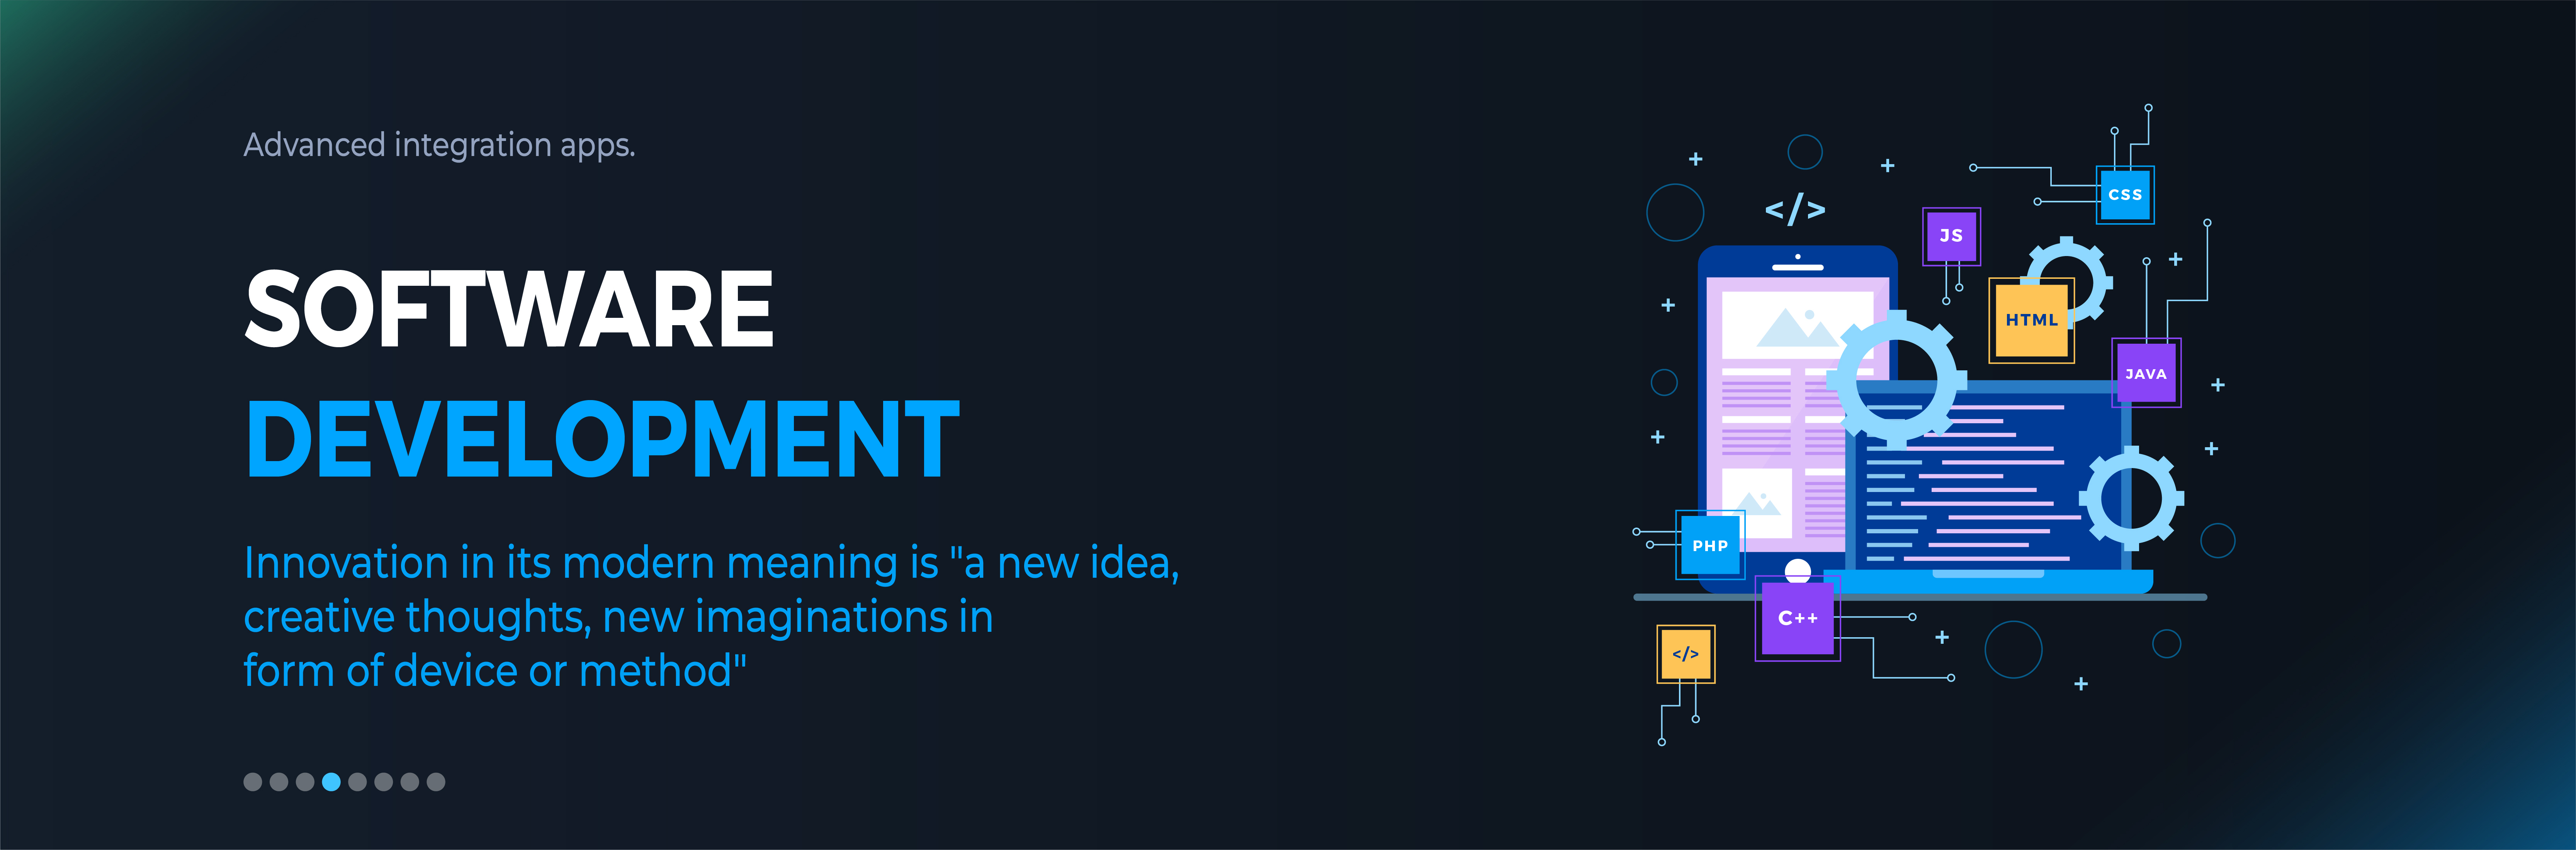 Advanced integration apps.
SOFTWARE
DEVELOPMENT
Innovation in its modern meaning is "a new idea,
creative thoughts, new imaginations in
form of device or method"
</>
CSS
JS
HTML
JAVA
PHP
C++
</>